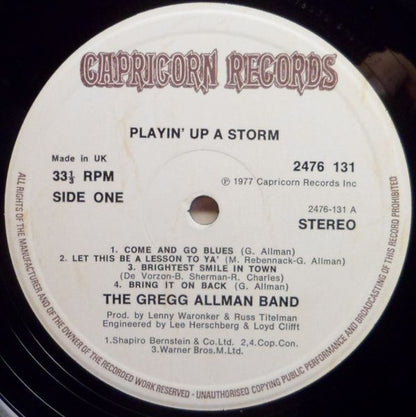 CAPRICORN RECORDS
PLAYIN' UP A STORM
Made in UK
33⅓ RPM
SIDE ONE
2476 131
℗ 1977 Capricorn Records Inc
2476-131 A
STEREO
1. COME AND GO BLUES (G. Allman)
2. LET THIS BE A LESSON TO YA' (M. Rebennack-G. Allman)
3. BRIGHTEST SMILE IN TOWN
(De Vorzon-B. Sherman-R. Charles)
4. BRING IT ON BACK (G. Allman)
THE GREGG ALLMAN BAND
Prod. by Lenny Waronker & Russ Titelman
Engineered by Lee Herschberg & Loyd Clifft
1.Shapiro Bernstein & Co.Ltd. 2,4.Cop.Con.
3.Warner Bros.M.Ltd.
ALL RIGHTS OF THE MANUFACTURER AND OF THE OWNER OF THE RECORDED WORK RESERVED - UNAUTHORISED COPYING PUBLIC PERFORMANCE AND BROADCASTING OF THIS RECORD PROHIBITED